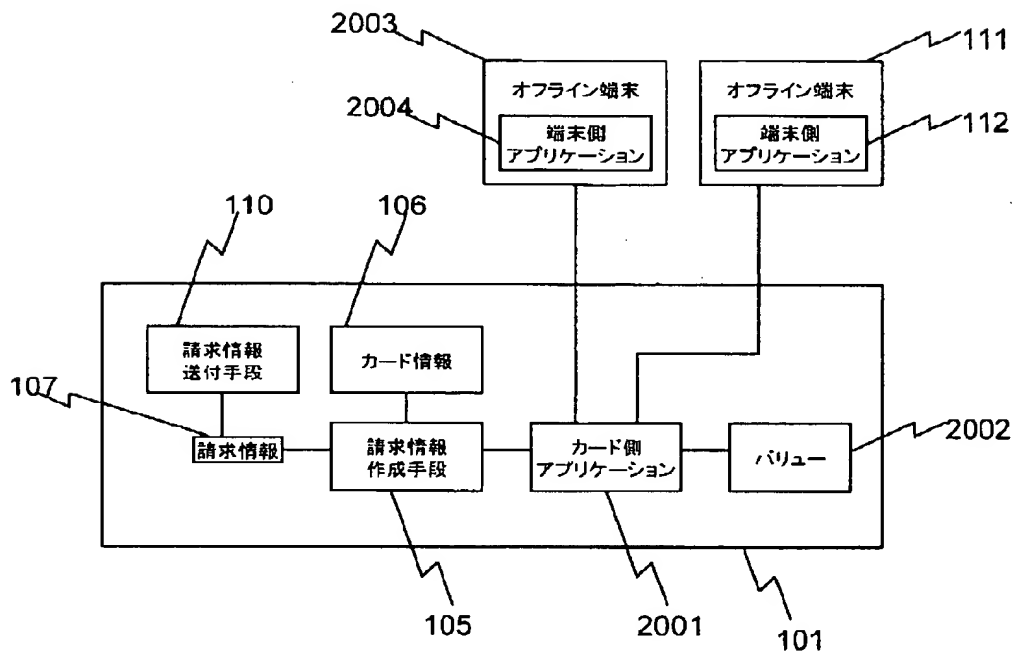 2003
111
オフライン端末
オフライン端末
2004
端末側
アプリケーション
端末側
アプリケーション
112
110
106
請求情報
送付手段
カード情報
107
請求情報
請求情報
作成手段
カード側
アプリケーション
バリュー
2002
105
2001
101